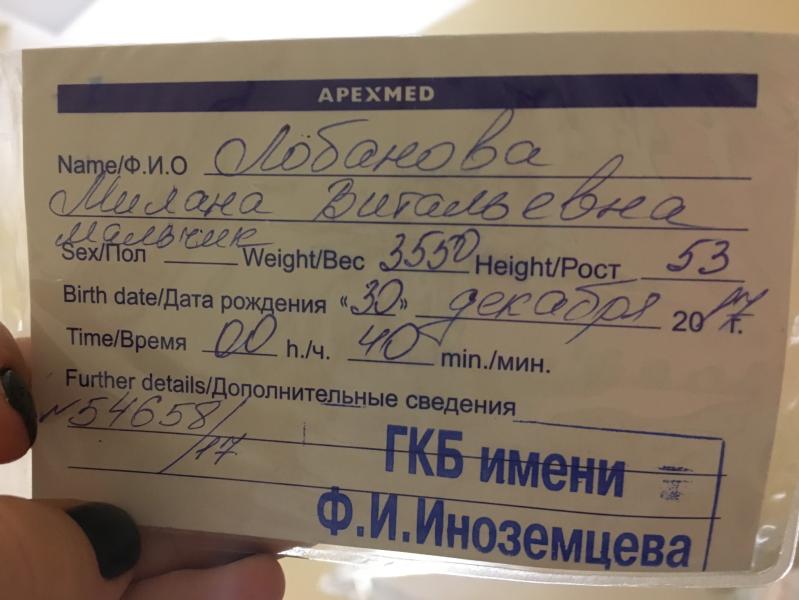 APEXMED
Name/Ф.И.О Лобанова
Милана Витальевна
мальчик
Sex/Пол Weight/Вес 3550 Height/Рост 53
Birth date/Дата рождения «30» декабря 2017 г.
Time/Время 00 h./ч. 40 min./мин.
Further details/Дополнительные сведения
№54658/17
ГКБ имени
Ф.И.Иноземцева